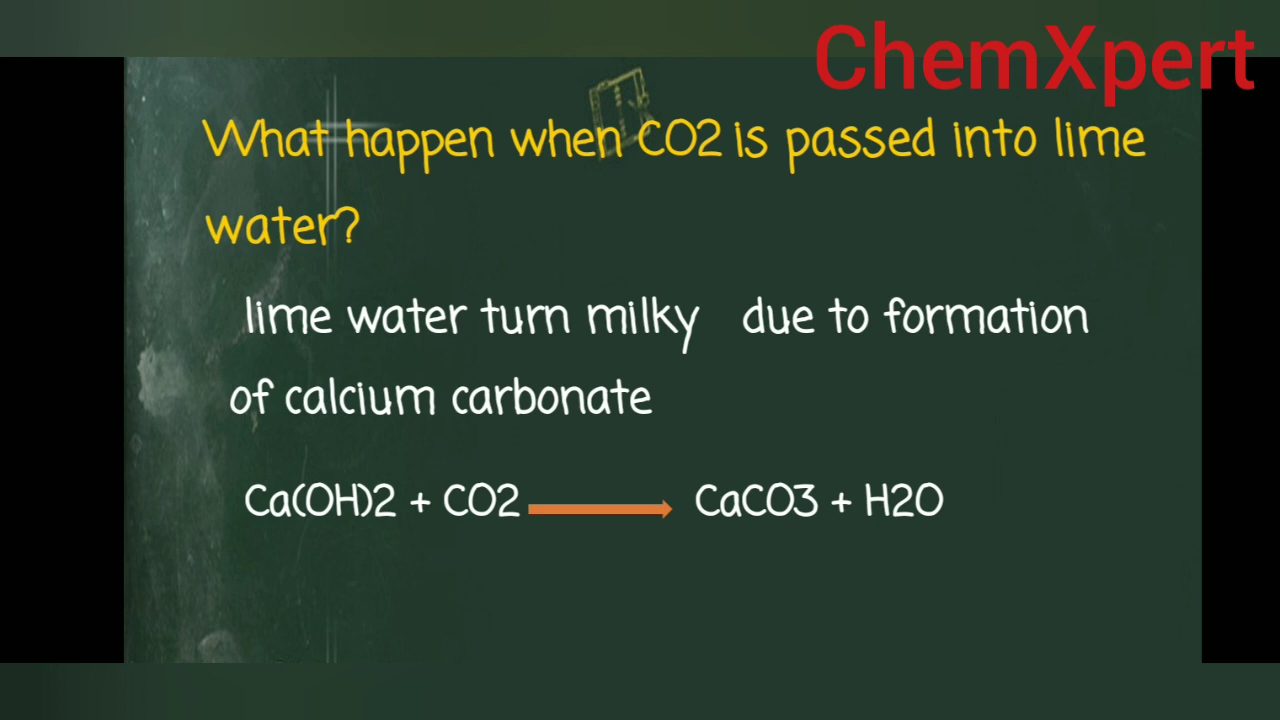 ChemXpert
What happen when CO2 is passed into lime
water?
lime water turn milky due to formation
of calcium carbonate
Ca(OH)2 + CO2 → CaCO3 + H2O